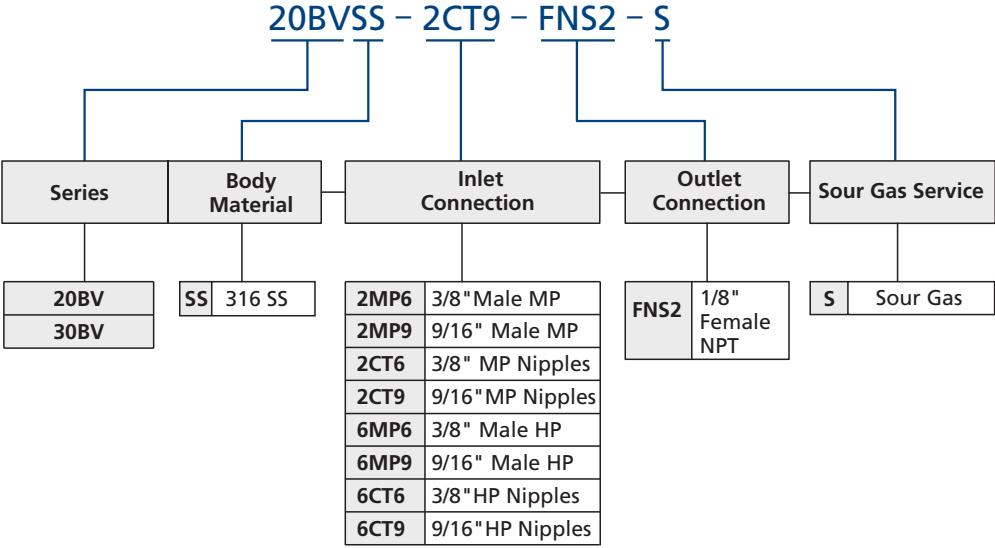 20BVSS – 2CT9 – FNS2 – S
Series
Body
Material
Inlet
Connection
Outlet
Connection
Sour Gas Service
20BV
30BV
SS 316 SS
2MP6 3/8"Male MP
2MP9 9/16" Male MP
2CT6 3/8" MP Nipples
2CT9 9/16"MP Nipples
6MP6 3/8" Male HP
6MP9 9/16" Male HP
6CT6 3/8"HP Nipples
6CT9 9/16"HP Nipples
FNS2 1/8"
Female
NPT
S Sour Gas